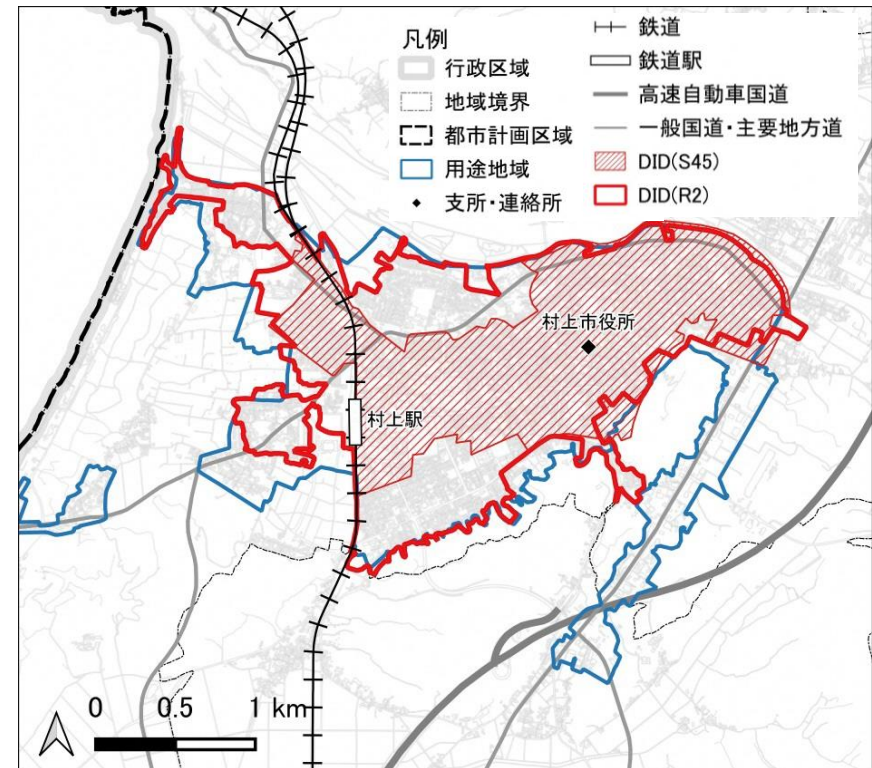 凡例
行政区域
地域境界
都市計画区域
用途地域
支所・連絡所
鉄道
鉄道駅
高速自動車国道
一般国道・主要地方道
DID(S45)
DID(R2)
村上市役所
村上駅
0 0.5 1 km